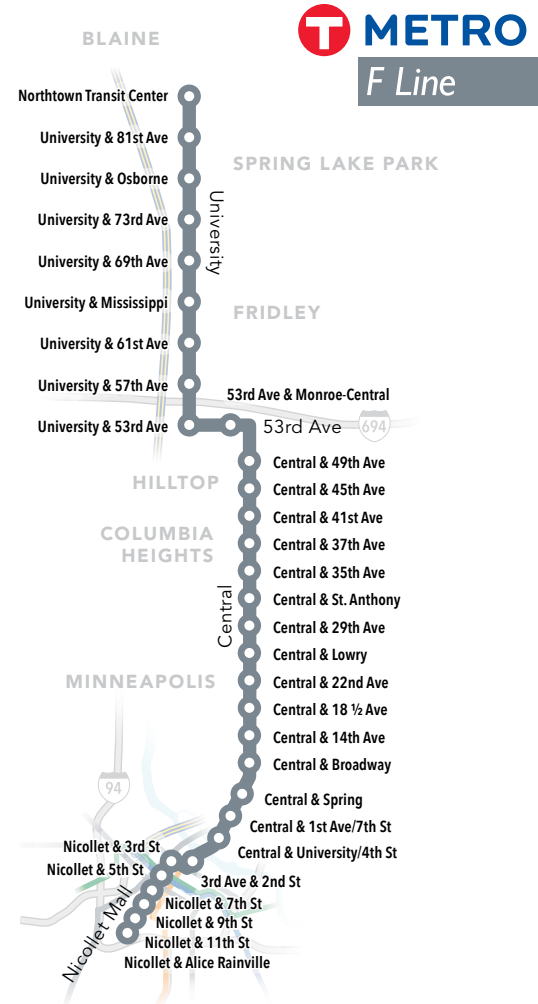 T METRO
F Line
BLAINE
Northtown Transit Center
University & 81st Ave
SPRING LAKE PARK
University & Osborne
University
University & 73rd Ave
University & 69th Ave
University & Mississippi
FRIDLEY
University & 61st Ave
University & 57th Ave
53rd Ave & Monroe-Central
University & 53rd Ave
53rd Ave
694
Central & 49th Ave
HILLTOP
Central & 45th Ave
Central & 41st Ave
COLUMBIA
HEIGHTS
Central & 37th Ave
Central & 35th Ave
Central
Central & St. Anthony
Central & 29th Ave
Central & Lowry
MINNEAPOLIS
Central & 22nd Ave
Central & 18 ½ Ave
Central & 14th Ave
Central & Broadway
94
Central & Spring
Central & 1st Ave/7th St
Central & University/4th St
Nicollet & 3rd St
Nicollet & 5th St
3rd Ave & 2nd St
Nicollet Mall
Nicollet & 7th St
Nicollet & 9th St
Nicollet & 11th St
Nicollet & Alice Rainville